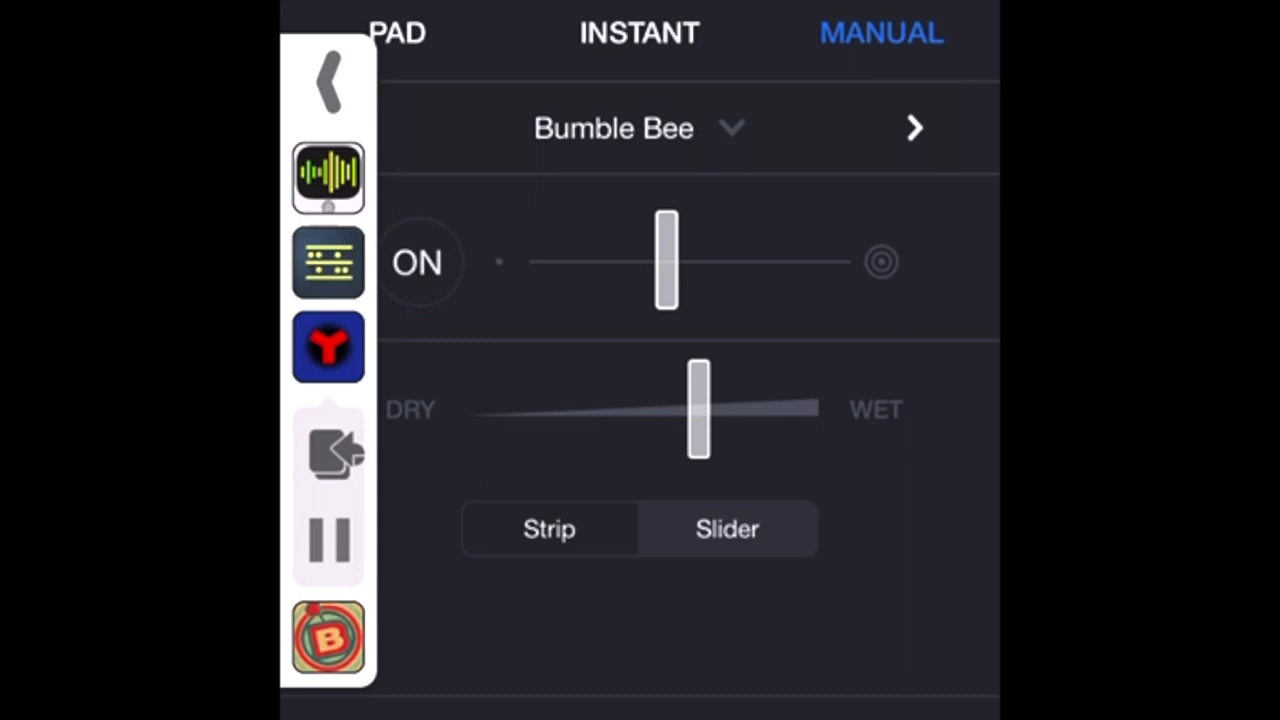 PAD INSTANT MANUAL
Bumble Bee
ON
DRY WET
Strip Slider
B